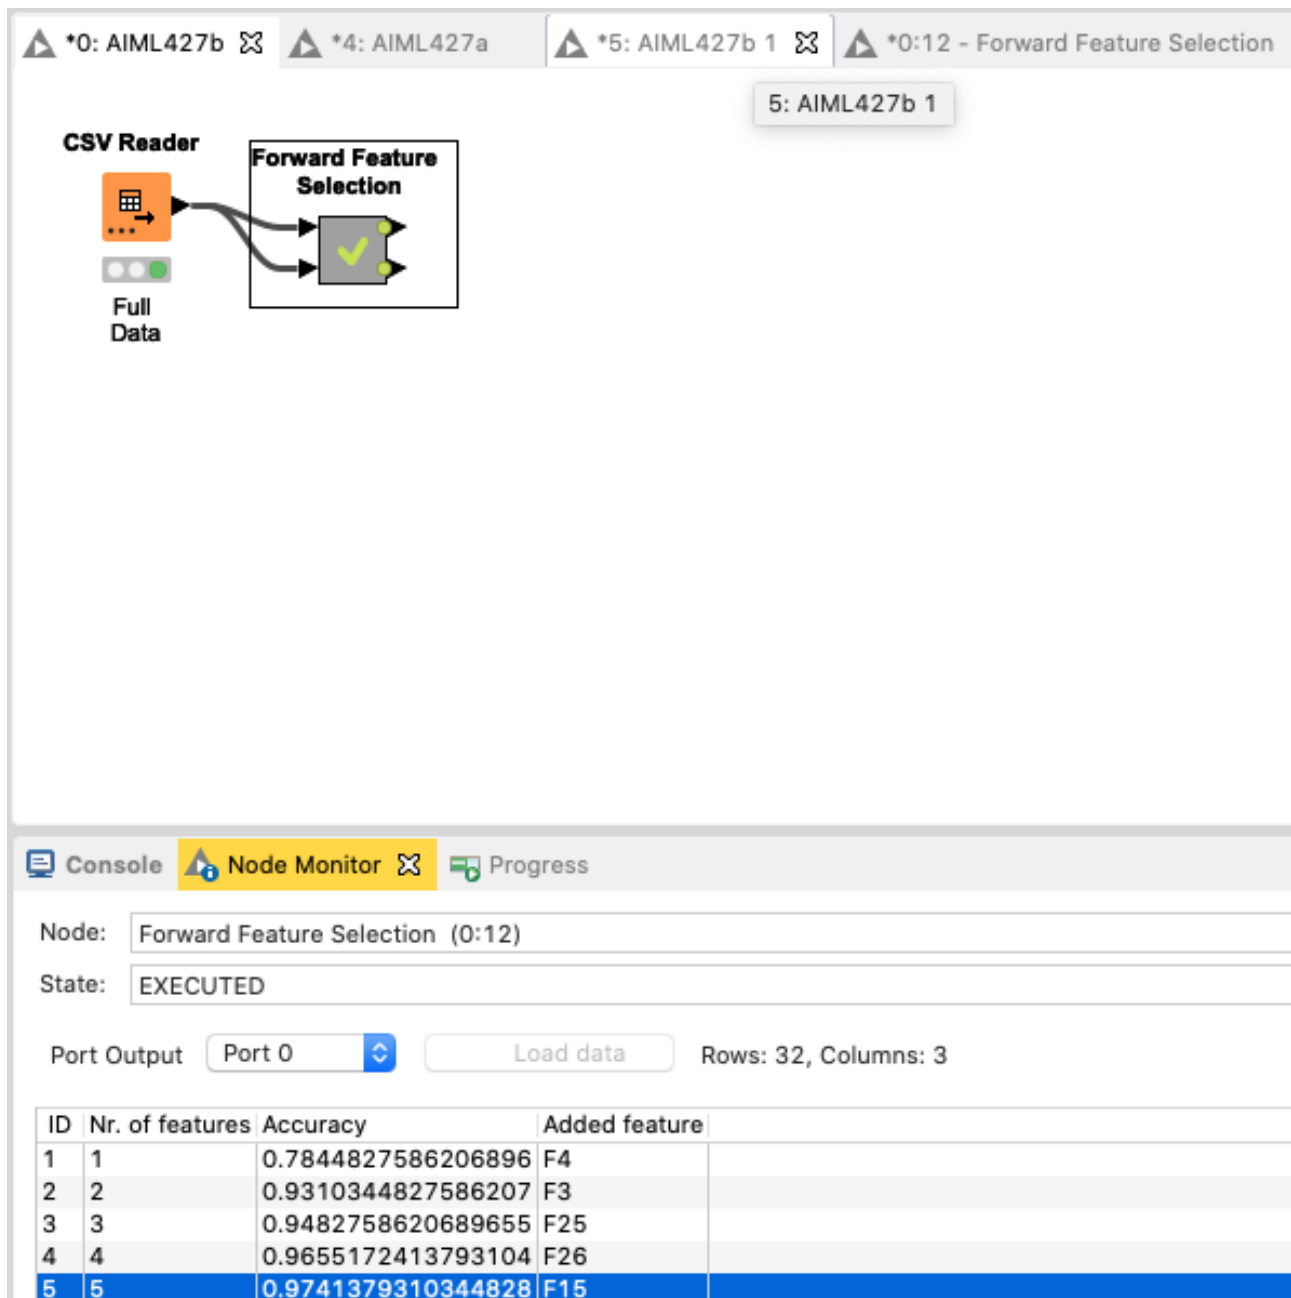 *0: AIML427b *4: AIML427a *5: AIML427b 1 *0:12 - Forward Feature Selection
5: AIML427b 1
CSV Reader
Forward Feature
Selection
Full
Data
Console Node Monitor Progress
Node: Forward Feature Selection (0:12)
State: EXECUTED
Port Output Port 0 Load data Rows: 32, Columns: 3
ID Nr. of features Accuracy Added feature
1 1 0.7844827586206896 F4
2 2 0.9310344827586207 F3
3 3 0.9482758620689655 F25
4 4 0.9655172413793104 F26
5 5 0.9741379310344828 F15